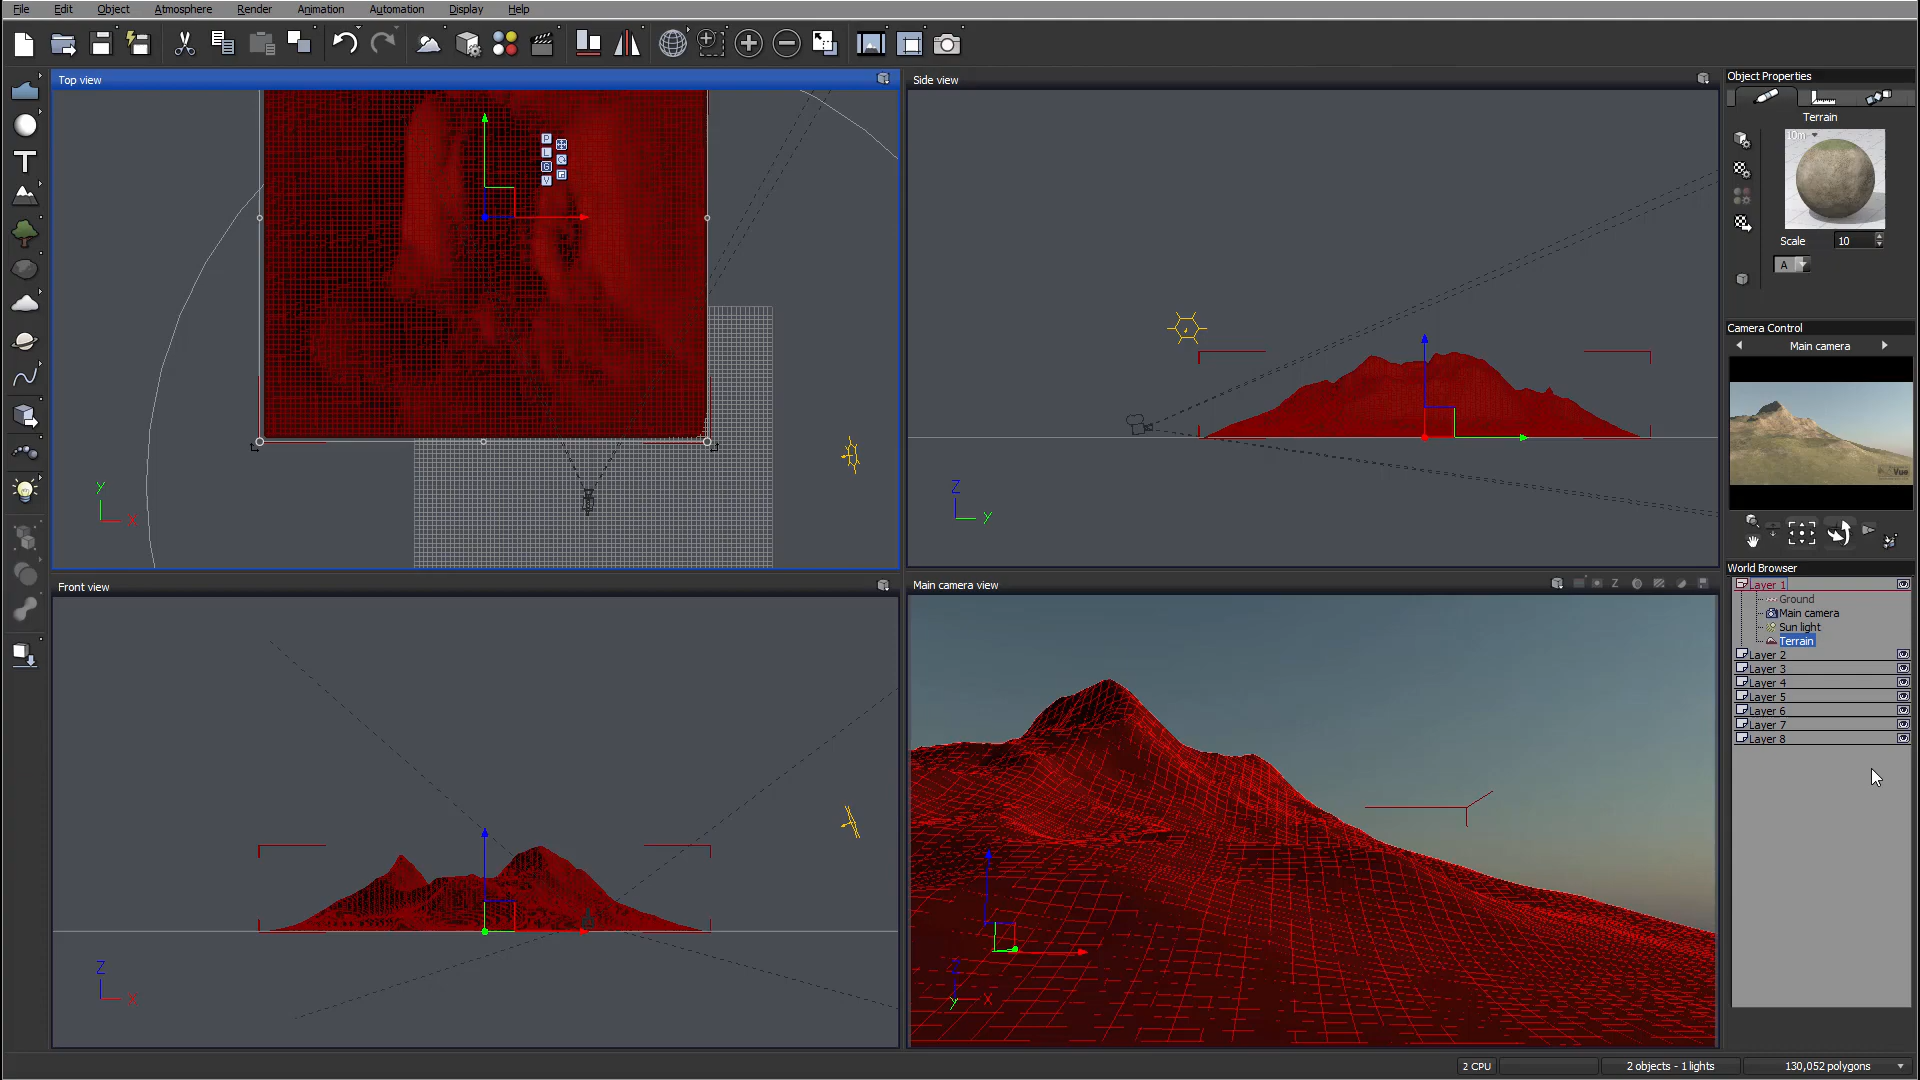 File Edit Object Atmosphere Render Animation Automation Display Help
Top view
Side view
Object Properties
Terrain
10m
Scale 10
A
P
L
G
V
Y
X
Z
Y
Camera Control
Main camera
Vue
World Browser
Front view
Main camera view
Z
Layer 1
Ground
Main camera
Sun light
Terrain
Layer 2
Layer 3
Layer 4
Layer 5
Layer 6
Layer 7
Layer 8
Z
X
Z
X
Y
2 CPU
2 objects - 1 lights
130,052 polygons